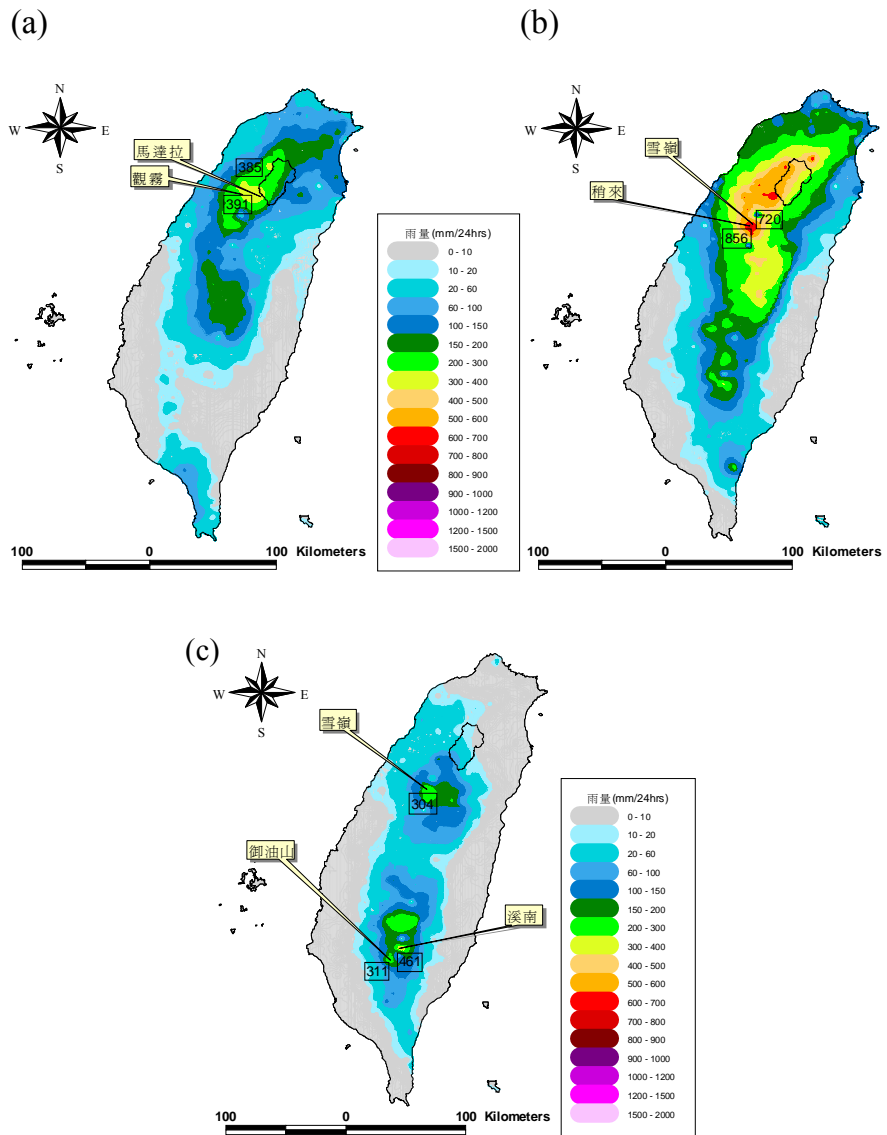 (a)
N
W
E
S
馬達拉
觀霧
385
391
雨量(mm/24hrs)
0 - 10
10 - 20
20 - 60
60 - 100
100 - 150
150 - 200
200 - 300
300 - 400
400 - 500
500 - 600
600 - 700
700 - 800
800 - 900
900 - 1000
1000 - 1200
1200 - 1500
1500 - 2000
100 0 100 Kilometers
(b)
N
W
E
S
雪嶺
稍來
720
856
100 0 100 Kilometers
(c)
N
W
E
S
雪嶺
304
御油山
溪南
311
461
雨量(mm/24hrs)
0 - 10
10 - 20
20 - 60
60 - 100
100 - 150
150 - 200
200 - 300
300 - 400
400 - 500
500 - 600
600 - 700
700 - 800
800 - 900
900 - 1000
1000 - 1200
1200 - 1500
1500 - 2000
100 0 100 Kilometers